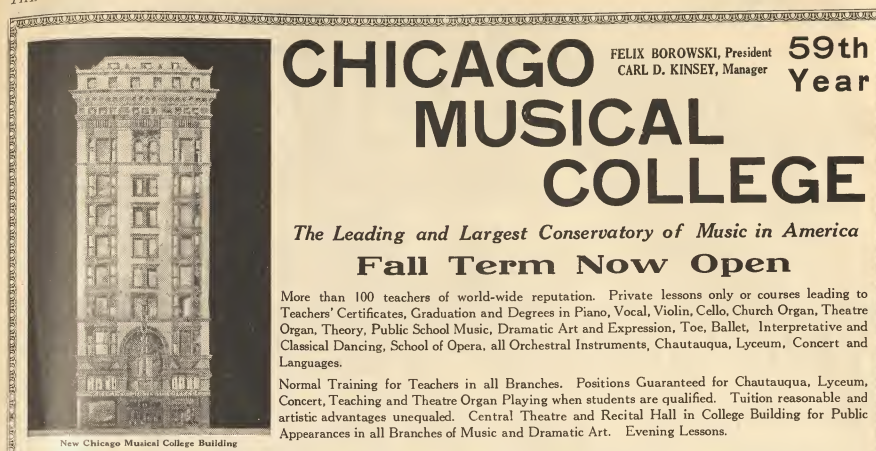 CHICAGO
FELIX BOROWSKI, President
CARL D. KINSEY, Manager
59th
Year
MUSICAL
COLLEGE
The Leading and Largest Conservatory of Music in America
Fall Term Now Open
More than 100 teachers of world-wide reputation. Private lessons only or courses leading to
Teachers' Certificates, Graduation and Degrees in Piano, Vocal, Violin, Cello, Church Organ, Theatre
Organ, Theory, Public School Music, Dramatic Art and Expression, Toe, Ballet, Interpretative and
Classical Dancing, School of Opera, all Orchestral Instruments, Chautauqua, Lyceum, Concert and
Languages.
Normal Training for Teachers in all Branches. Positions Guaranteed for Chautauqua, Lyceum,
Concert, Teaching and Theatre Organ Playing when students are qualified. Tuition reasonable and
artistic advantages unequaled. Central Theatre and Recital Hall in College Building for Public
Appearances in all Branches of Music and Dramatic Art. Evening Lessons.
New Chicago Musical College Building